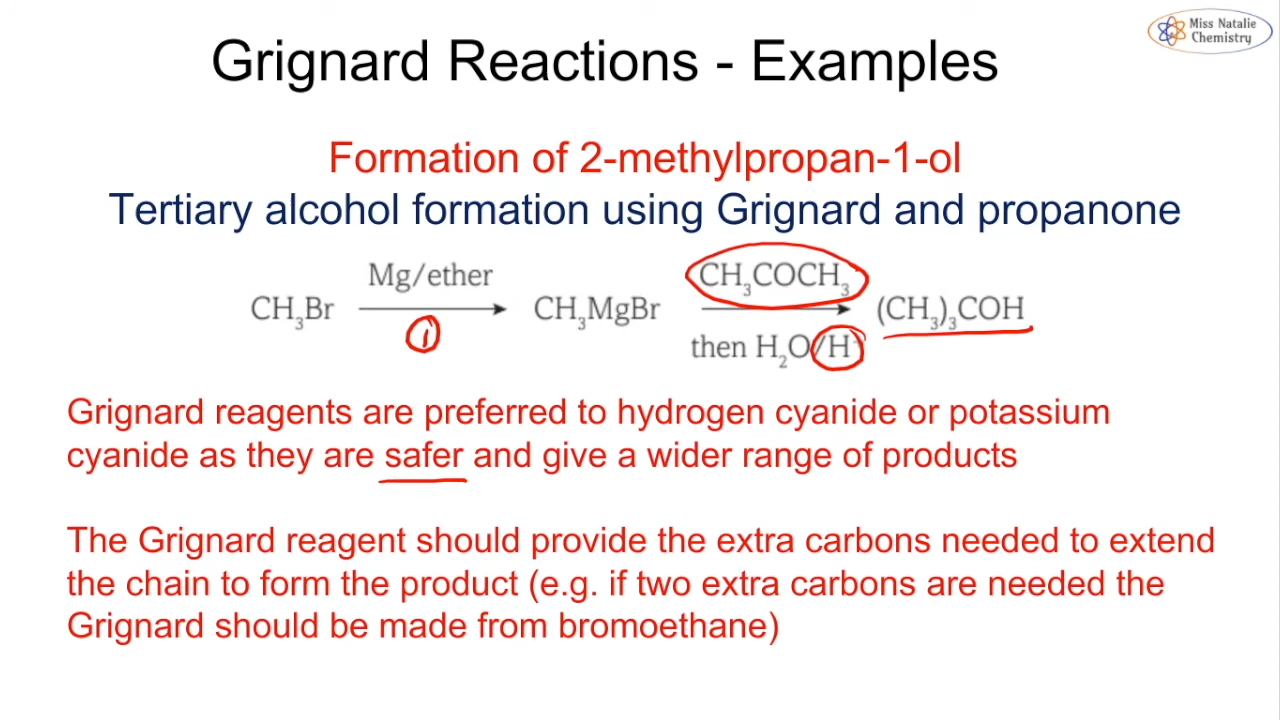 Miss Natalie
Chemistry
Grignard Reactions - Examples
Formation of 2-methylpropan-1-ol
Tertiary alcohol formation using Grignard and propanone
Mg/ether
CH₃COCH₃
CH₃Br
CH₃MgBr
(CH₃)₃COH
①
then H₂O/H⁺
Grignard reagents are preferred to hydrogen cyanide or potassium
cyanide as they are safer and give a wider range of products
The Grignard reagent should provide the extra carbons needed to extend
the chain to form the product (e.g. if two extra carbons are needed the
Grignard should be made from bromoethane)